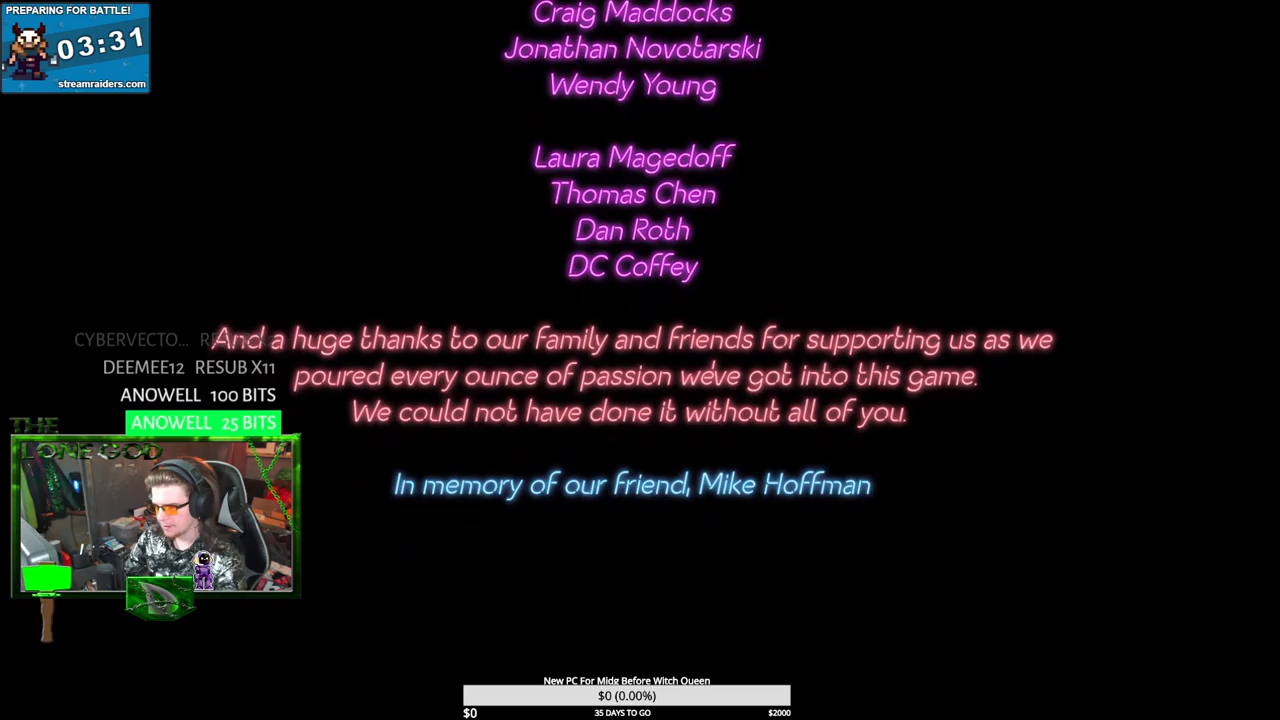 PREPARING FOR BATTLE!
03:31
streamraiders.com
Craig Maddocks
Jonathan Novotarski
Wendy Young
Laura Magedoff
Thomas Chen
Dan Roth
DC Coffey
And a huge thanks to our family and friends for supporting us as we
poured every ounce of passion we've got into this game.
We could not have done it without all of you.
In memory of our friend, Mike Hoffman
CYBERVECTO...
DEEMEE12 RESUB X11
ANOWELL 100 BITS
ANOWELL 25 BITS
THE
LONE GOD
New PC For Midg Before Witch Queen
$0 (0.00%)
$0 35 DAYS TO GO $2000